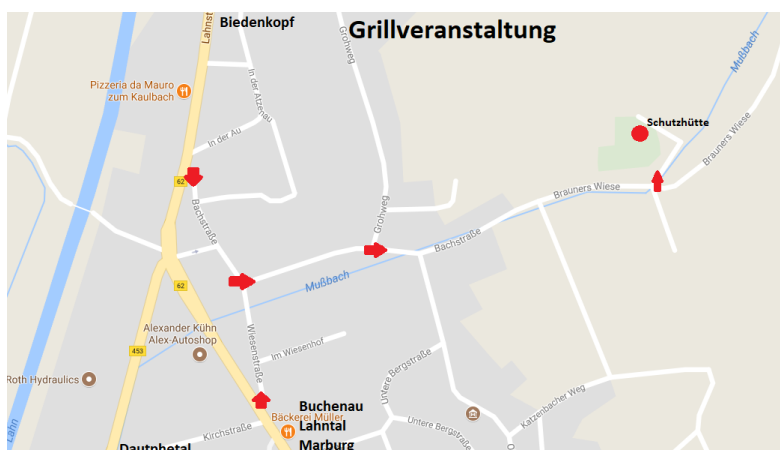 Biedenkopf
Grillveranstaltung
Lahnst
Grohweg
Mußbach
Pizzeria da Mauro
zum Kaulbach
In der Atzenau
In der Au
Schutzhütte
Brauners Wiese
62
Brauners Wiese
Bachstraße
Grohweg
Bachstraße
Mußbach
62
Alexander Kühn
Alex-Autoshop
453
Wiesenstraße
Im Wiesenhof
Roth Hydraulics
Untere Bergstraße
Katzenbacher Weg
Buchenau
Bäckerei Müller
Lahntal
Marburg
Kirchstraße
Untere Bergstraße
Lahn
Dautphetal